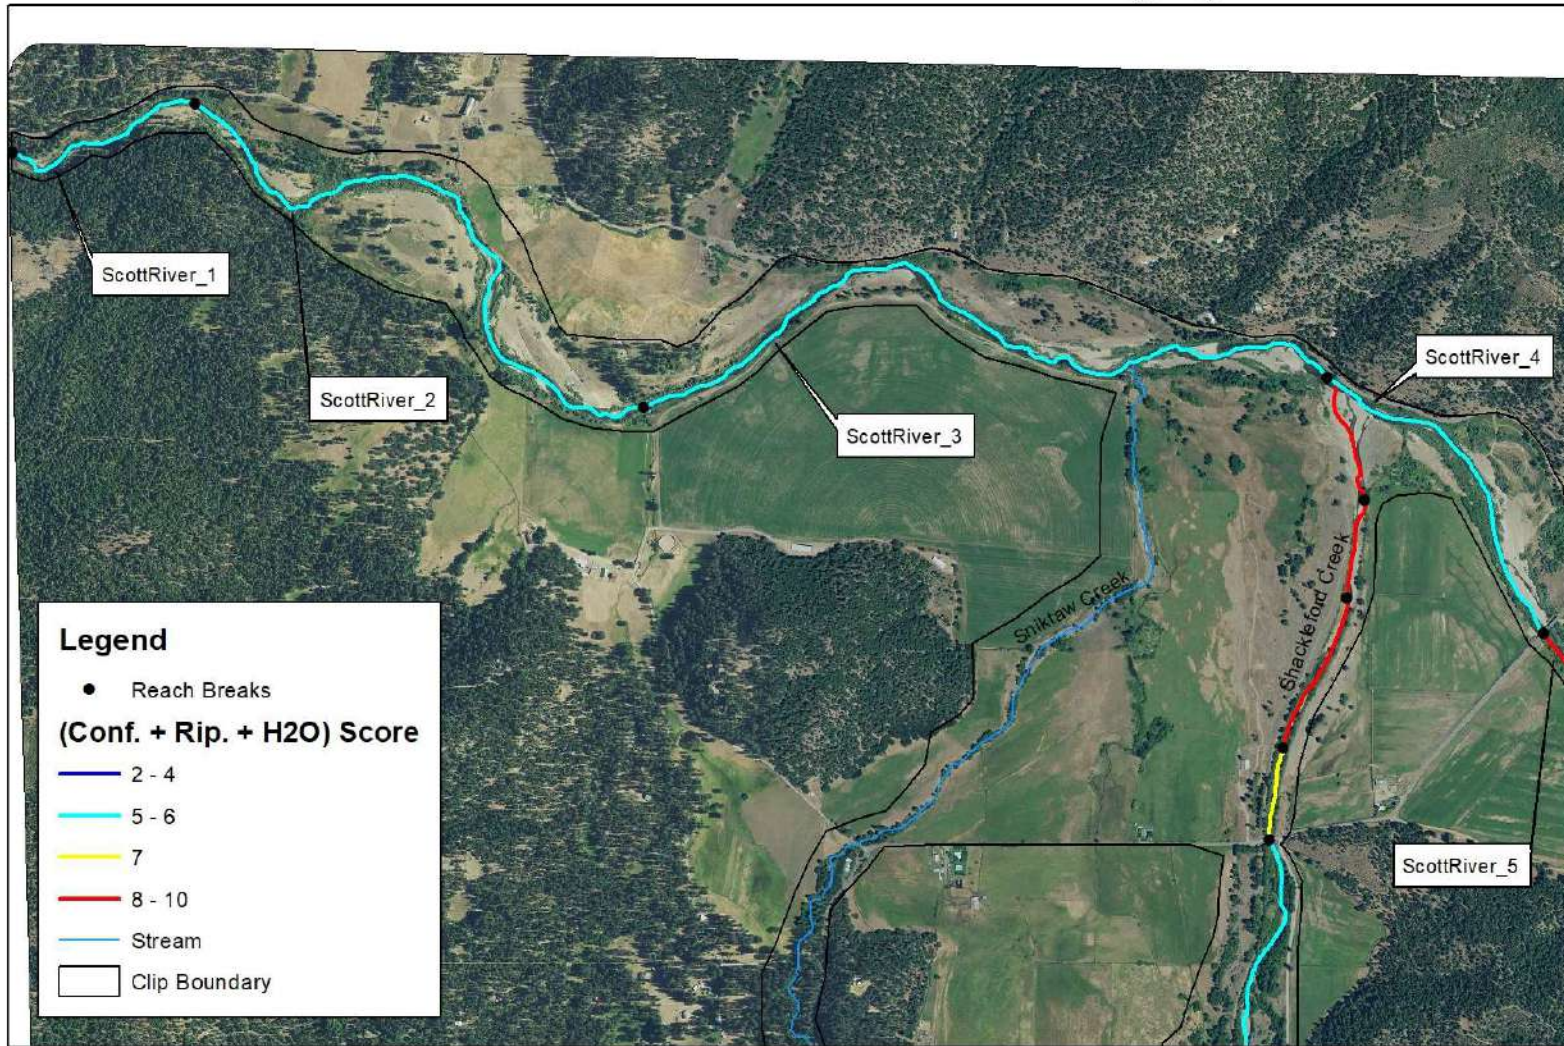 ScottRiver_1
ScottRiver_2
ScottRiver_3
ScottRiver_4
Sniktaw Creek
Shackleford Creek
ScottRiver_5
Legend
Reach Breaks
(Conf. + Rip. + H2O) Score
2 - 4
5 - 6
7
8 - 10
Stream
Clip Boundary